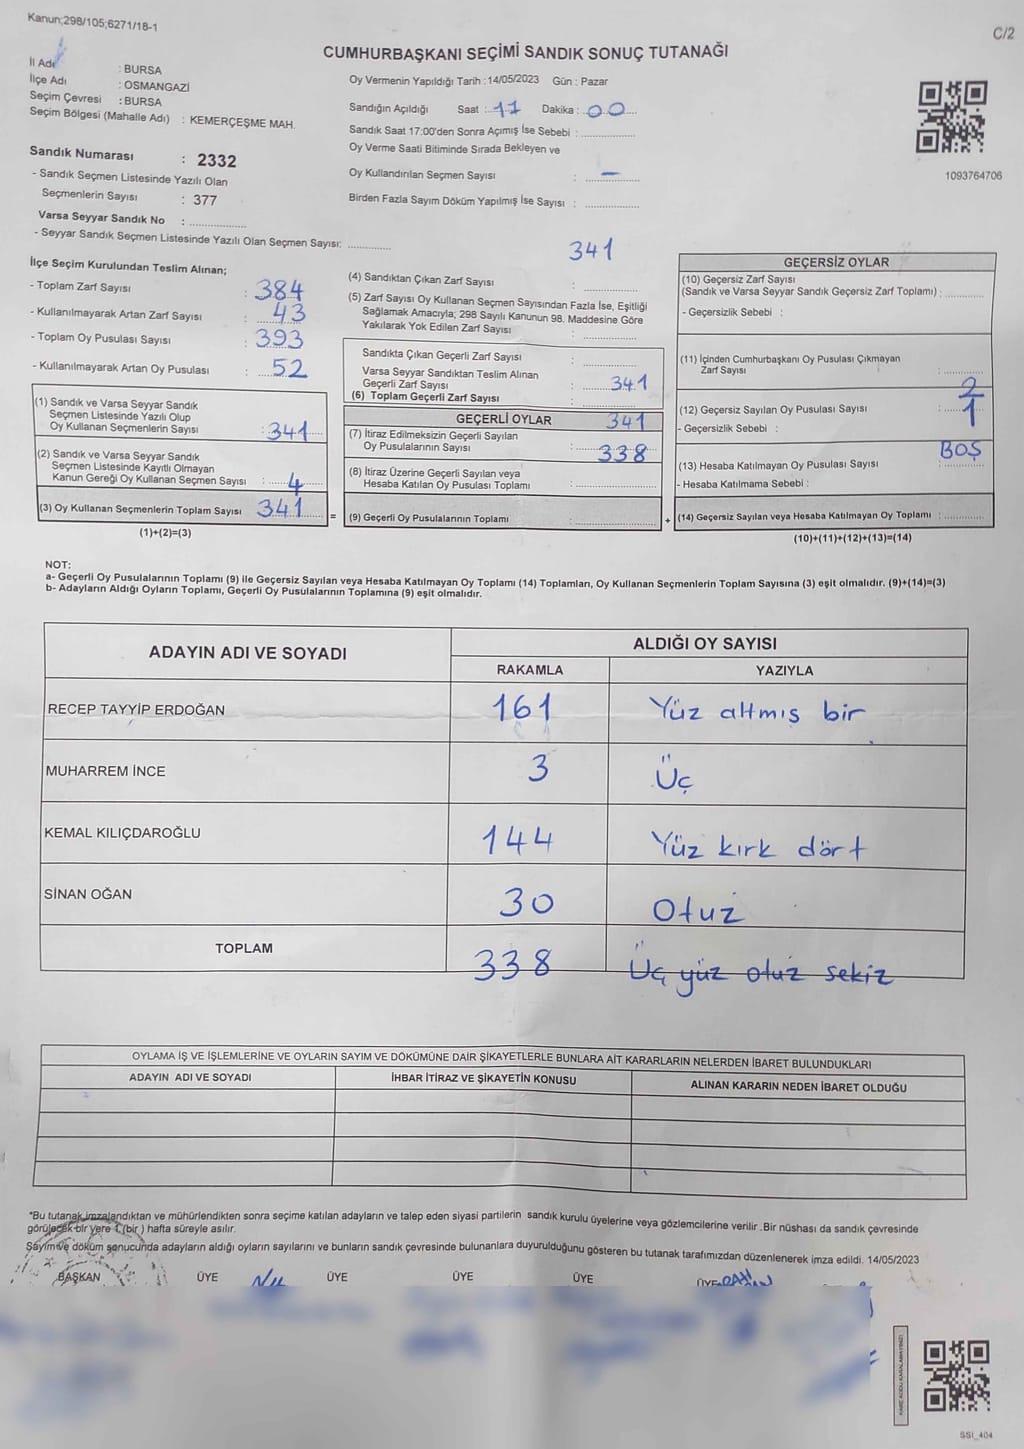 Kanun;298/105;6271/18-1
C/2
CUMHURBAŞKANI SEÇİMİ SANDIK SONUÇ TUTANAĞI
İl Adı : BURSA
İlçe Adı : OSMANGAZİ
Seçim Çevresi : BURSA
Seçim Bölgesi (Mahalle Adı) : KEMERÇEŞME MAH.
Oy Vermenin Yapıldığı Tarih : 14/05/2023 Gün : Pazar
Sandığın Açıldığı Saat : 17 Dakika : 00
Sandık Saat 17:00'den Sonra Açımış İse Sebebi :
Oy Verme Saati Bitiminde Sırada Bekleyen ve
Oy Kullandırılan Seçmen Sayısı : -
Birden Fazla Sayım Döküm Yapılmış İse Sayısı :
1093764706
Sandık Numarası : 2332
- Sandık Seçmen Listesinde Yazılı Olan
Seçmenlerin Sayısı : 377
Varsa Seyyar Sandık No :
- Seyyar Sandık Seçmen Listesinde Yazılı Olan Seçmen Sayısı:
İlçe Seçim Kurulundan Teslim Alınan;
- Toplam Zarf Sayısı : 384
- Kullanılmayarak Artan Zarf Sayısı : 43
- Toplam Oy Pusulası Sayısı : 393
- Kullanılmayarak Artan Oy Pusulası : 52
(1) Sandık ve Varsa Seyyar Sandık
Seçmen Listesinde Yazılı Olup
Oy Kullanan Seçmenlerin Sayısı : 341
(2) Sandık ve Varsa Seyyar Sandık
Seçmen Listesinde Kayıtlı Olmayan
Kanun Gereği Oy Kullanan Seçmen Sayısı : 4
(3) Oy Kullanan Seçmenlerin Toplam Sayısı 341 =
(1)+(2)=(3)
341
(4) Sandıktan Çıkan Zarf Sayısı :
(5) Zarf Sayısı Oy Kullanan Seçmen Sayısından Fazla İse, Eşitliği
Sağlamak Amacıyla; 298 Sayılı Kanunun 98. Maddesine Göre
Yakılarak Yok Edilen Zarf Sayısı :
Sandıkta Çıkan Geçerli Zarf Sayısı :
Varsa Seyyar Sandıktan Teslim Alınan
Geçerli Zarf Sayısı : 341
(6) Toplam Geçerli Zarf Sayısı :
GEÇERLİ OYLAR 341
(7) İtiraz Edilmeksizin Geçerli Sayılan
Oy Pusulalarının Sayısı : 338
(8) İtiraz Üzerine Geçerli Sayılan veya
Hesaba Katılan Oy Pusulası Toplamı :
(9) Geçerli Oy Pusulalarının Toplamı : +
GEÇERSİZ OYLAR
(10) Geçersiz Zarf Sayısı
(Sandık ve Varsa Seyyar Sandık Geçersiz Zarf Toplamı) :
- Geçersizlik Sebebi :
(11) İçinden Cumhurbaşkanı Oy Pusulası Çıkmayan
Zarf Sayısı : 2
(12) Geçersiz Sayılan Oy Pusulası Sayısı : 1
- Geçersizlik Sebebi :
BOŞ
(13) Hesaba Katılmayan Oy Pusulası Sayısı :
- Hesaba Katılmama Sebebi :
(14) Geçersiz Sayılan veya Hesaba Katılmayan Oy Toplamı :
(10)+(11)+(12)+(13)=(14)
NOT:
a- Geçerli Oy Pusulalarının Toplamı (9) ile Geçersiz Sayılan veya Hesaba Katılmayan Oy Toplamı (14) Toplamları, Oy Kullanan Seçmenlerin Toplam Sayısına (3) eşit olmalıdır. (9)+(14)=(3)
b- Adayların Aldığı Oyların Toplamı, Geçerli Oy Pusulalarının Toplamına (9) eşit olmalıdır.
ADAYIN ADI VE SOYADI
ALDIĞI OY SAYISI
RAKAMLA YAZIYLA
RECEP TAYYİP ERDOĞAN 161 Yüz altmış bir
MUHARREM İNCE 3 Üç
KEMAL KILIÇDAROĞLU 144 Yüz kırk dört
SİNAN OĞAN 30 Otuz
TOPLAM 338 Üç yüz otuz sekiz
OYLAMA İŞ VE İŞLEMLERİNE VE OYLARIN SAYIM VE DÖKÜMÜNE DAİR ŞİKAYETLERLE BUNLARA AİT KARARLARIN NELERDEN İBARET BULUNDUKLARI
ADAYIN ADI VE SOYADI İHBAR İTİRAZ VE ŞİKAYETİN KONUSU ALINAN KARARIN NEDEN İBARET OLDUĞU
*Bu tutanak imzalandıktan ve mühürlendikten sonra seçime katılan adayların ve talep eden siyasi partilerin sandık kurulu üyelerine veya gözlemcilerine verilir .Bir nüshası da sandık çevresinde
görülecek bir yere 1 (bir ) hafta süreyle asılır.
Sayım ve döküm sonucunda adayların aldığı oyların sayılarını ve bunların sandık çevresinde bulunanlara duyurulduğunu gösteren bu tutanak tarafımızdan düzenlenerek imza edildi. 14/05/2023
BAŞKAN ÜYE ÜYE ÜYE ÜYE ÜYE
SSI_404